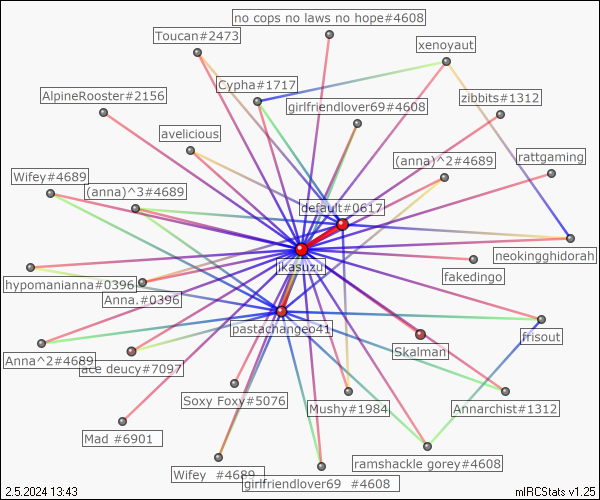 no cops no laws no hope#4608
Toucan#2473
xenoyaut
Cypha#1717
AlpineRooster#2156
girlfriendlover69#4608
zibbits#1312
avelicious
(anna)^2#4689
rattgaming
Wifey#4689
(anna)^3#4689
default#0617
neokingghidorah
jkasuzu
fakedingo
hypomanianna#0396
Anna.#0396
pastachangeo41
frisout
Skalman
Anna^2#4689
ace deucy#7097
Soxy Foxy#5076
Mushy#1984
Annarchist#1312
Mad #6901
ramshackle gorey#4608
Wifey #4689
girlfriendlover69 #4608
2.5.2024 13:43
mIRCStats v1.25